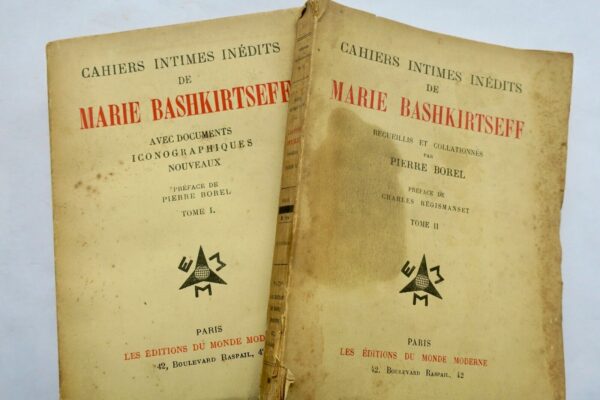 CAHIERS INTIMES INÉDITS
DE
MARIE BASHKIRTSEFF
AVEC DOCUMENTS
ICONOGRAPHIQUES
NOUVEAUX
PRÉFACE DE
PIERRE BOREL
TOME I.
E M M
PARIS
LES ÉDITIONS DU MONDE MOD
42, BOULEVARD RASPAIL, 4
CAHIERS INTIMES INÉDITS
DE
MARIE BASHKIRTSEFF
RECUEILLIS ET COLLATIONNÉS
PAR
PIERRE BOREL
PRÉFACE DE
CHARLES RÉGISMANSET
TOME II
E M M
PARIS
LES ÉDITIONS DU MONDE MODERNE
42, BOULEVARD RASPAIL, 42